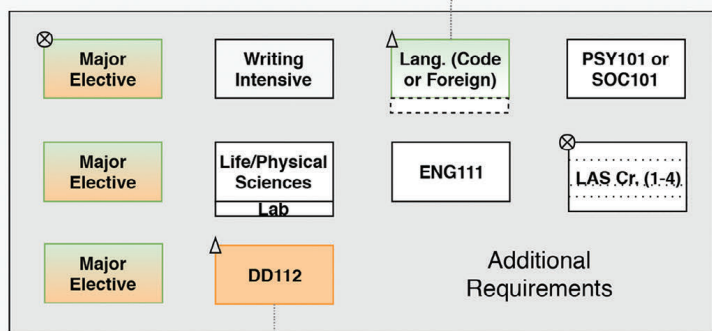 Major
Elective
Writing
Intensive
Lang. (Code
or Foreign)
PSY101 or
SOC101
Major
Elective
Life/Physical
Sciences
Lab
ENG111
LAS Cr. (1-4)
Major
Elective
DD112
Additional
Requirements